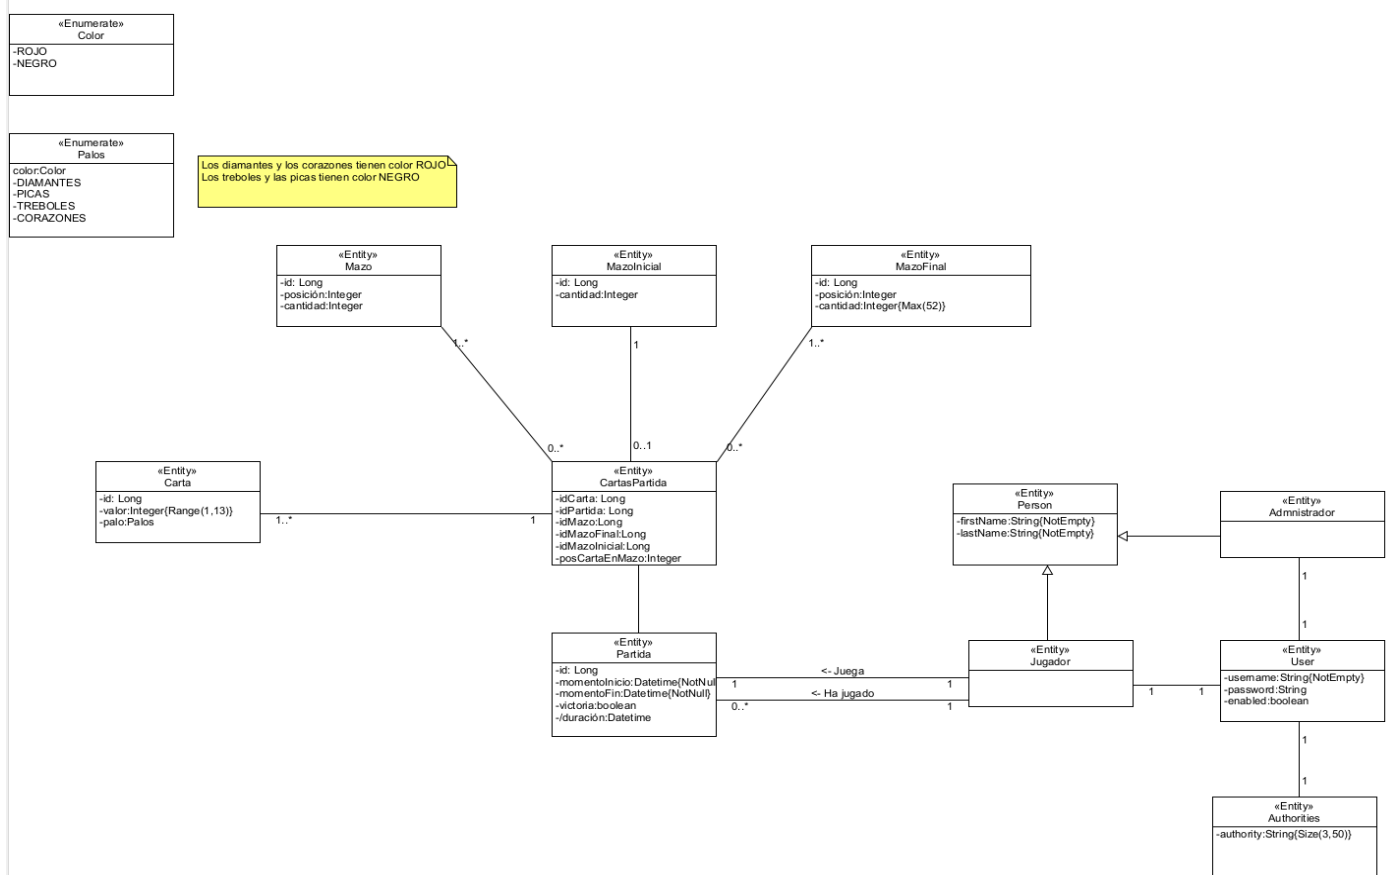 «Enumerate»
Color
-ROJO
-NEGRO
«Enumerate»
Palos
color:Color
-DIAMANTES
-PICAS
-TREBOLES
-CORAZONES
Los diamantes y los corazones tienen color ROJO
Los treboles y las picas tienen color NEGRO
«Entity»
Mazo
-id: Long
-posición:Integer
-cantidad:Integer
«Entity»
MazoInicial
-id: Long
-cantidad:Integer
«Entity»
MazoFinal
-id: Long
-posición:Integer
-cantidad:Integer{Max(52)}
1..*
1
1..*
0..*
0..1
0..*
«Entity»
Carta
-id: Long
-valor:Integer{Range(1,13)}
-palo:Palos
1..*
1
«Entity»
CartasPartida
-idCarta: Long
-idPartida: Long
-idMazo:Long
-idMazoFinal:Long
-idMazoInicial:Long
-posCartaEnMazo:Integer
«Entity»
Person
-firstName:String{NotEmpty}
-lastName:String{NotEmpty}
«Entity»
Admnistrador
1
1
«Entity»
Partida
-id: Long
-momentoInicio:Datetime{NotNul
-momentoFin:Datetime{NotNull}
-victoria:boolean
-/duración:Datetime
<- Juega
1
1
<- Ha jugado
0..*
1
«Entity»
Jugador
1
1
«Entity»
User
-username:String{NotEmpty}
-password:String
-enabled:boolean
1
1
«Entity»
Authorities
-authority:String{Size(3,50)}